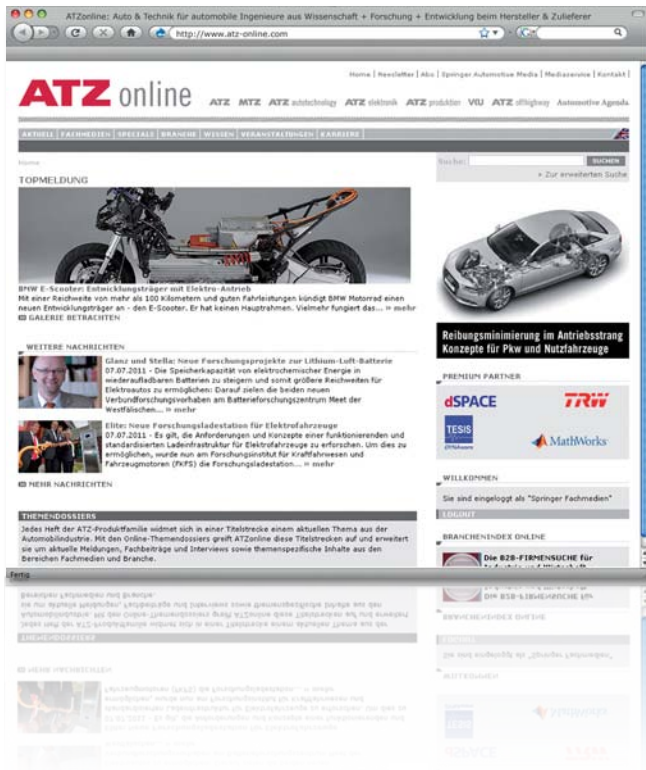 ATZonline: Auto & Technik für automobile Ingenieure aus Wissenschaft + Forschung + Entwicklung beim Hersteller & Zulieferer
http://www.atz-online.com
Home | Newsletter | Abo | Springer Automotive Media | Mediaservice | Kontakt |
ATZ online
ATZ MTZ ATZ autotechnology ATZ elektronik ATZ produktion VKU ATZ offhighway Automotive Agenda
AKTUELL | FACHMEDIEN | SPECIALS | BRANCHE | WISSEN | VERANSTALTUNGEN | KARRIERE |
Home
Suche:
SUCHEN
» Zur erweiterten Suche
TOPMELDUNG
BMW E-Scooter: Entwicklungsträger mit Elektro-Antrieb
Mit einer Reichweite von mehr als 100 Kilometern und guten Fahrleistungen kündigt BMW Motorrad einen
neuen Entwicklungsträger an - den E-Scooter. Er hat keinen Hauptrahmen. Vielmehr fungiert das... » mehr
GALERIE BETRACHTEN
WEITERE NACHRICHTEN
Glanz und Stella: Neue Forschungsprojekte zur Lithium-Luft-Batterie
07.07.2011 - Die Speicherkapazität von elektrochemischer Energie in
wiederaufladbaren Batterien zu steigern und somit größere Reichweiten für
Elektroautos zu ermöglichen: Darauf zielen die beiden neuen
Verbundforschungsvorhaben am Batterieforschungszentrum Meet der
Westfälischen... » mehr
Elite: Neue Forschungsladestation für Elektrofahrzeuge
07.07.2011 - Es gilt, die Anforderungen und Konzepte einer funktionierenden und
standardisierten Ladeinfrastruktur für Elektrofahrzeuge zu erforschen. Um dies zu
ermöglichen, wurde nun am Forschungsinstitut für Kraftfahrwesen und
Fahrzeugmotoren (FKFS) die Forschungsladestation... » mehr
MEHR NACHRICHTEN
THEMENDOSSIERS
Jedes Heft der ATZ-Produktfamilie widmet sich in einer Titelstrecke einem aktuellen Thema aus der
Automobilindustrie. Mit den Online-Themendossiers greift ATZonline diese Titelstrecken auf und erweitert
sie um aktuelle Meldungen, Fachbeiträge und Interviews sowie themenspezifische Inhalte aus den
Bereichen Fachmedien und Branche.
Reibungsminimierung im Antriebsstrang
Konzepte für Pkw und Nutzfahrzeuge
PREMIUM PARTNER
dSPACE
TRW
TESIS
MathWorks
WILLKOMMEN
Sie sind eingeloggt als "Springer Fachmedien"
LOGOUT
BRANCHENINDEX ONLINE
Die B2B-FIRMENSUCHE für
Industrie und Wirtschaft
Fertig